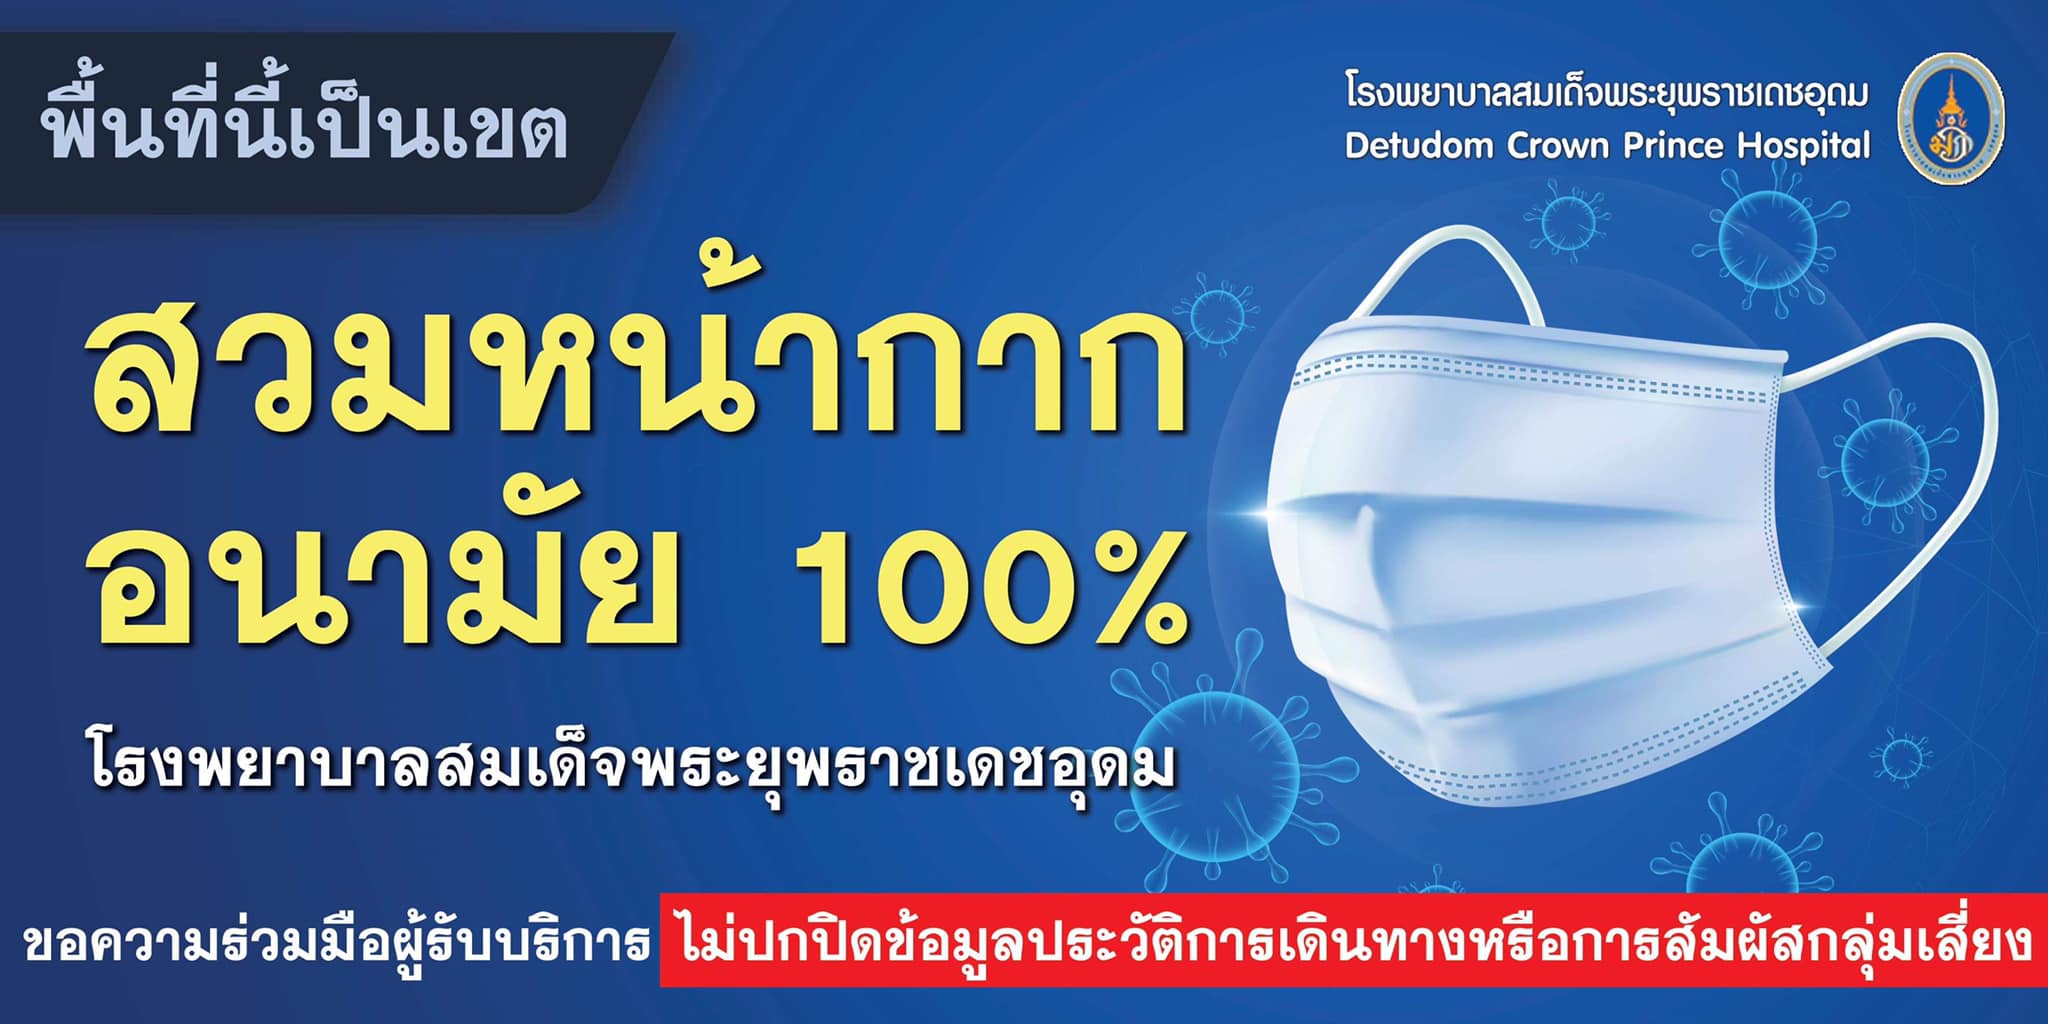 พื้นที่นี้เป็นเขต
โรงพยาบาลสมเด็จพระยุพราชเดชอุดม
Detudom Crown Prince Hospital
สวมหน้ากาก
อนามัย 100%
โรงพยาบาลสมเด็จพระยุพราชเดชอุดม
ขอความร่วมมือผู้รับบริการ ไม่ปกปิดข้อมูลประวัติการเดินทางหรือการสัมผัสกลุ่มเสี่ยง